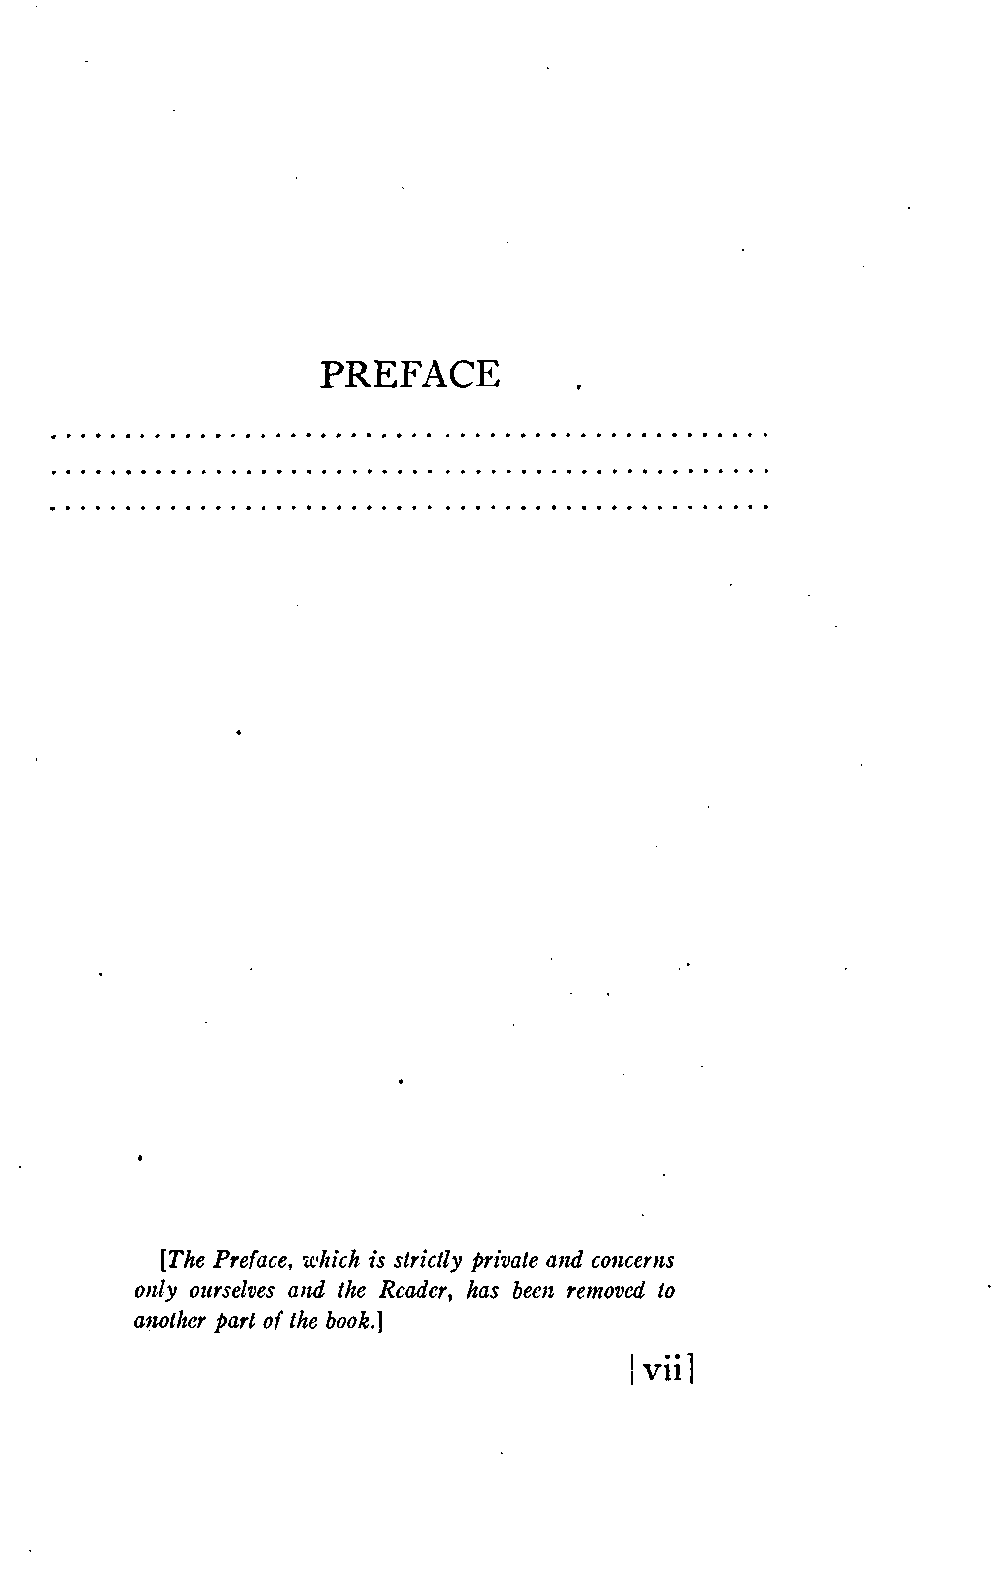 PREFACE
. . . . . . . . . . . . . . . . . . . . . . . . . . . . . . . . . . . . . . . . . . . . . . . .
. . . . . . . . . . . . . . . . . . . . . . . . . . . . . . . . . . . . . . . . . . . . . . . .
. . . . . . . . . . . . . . . . . . . . . . . . . . . . . . . . . . . . . . . . . . . . . . . .
[The Preface, which is strictly private and concerns
only ourselves and the Reader, has been removed to
another part of the book.]
[vii]